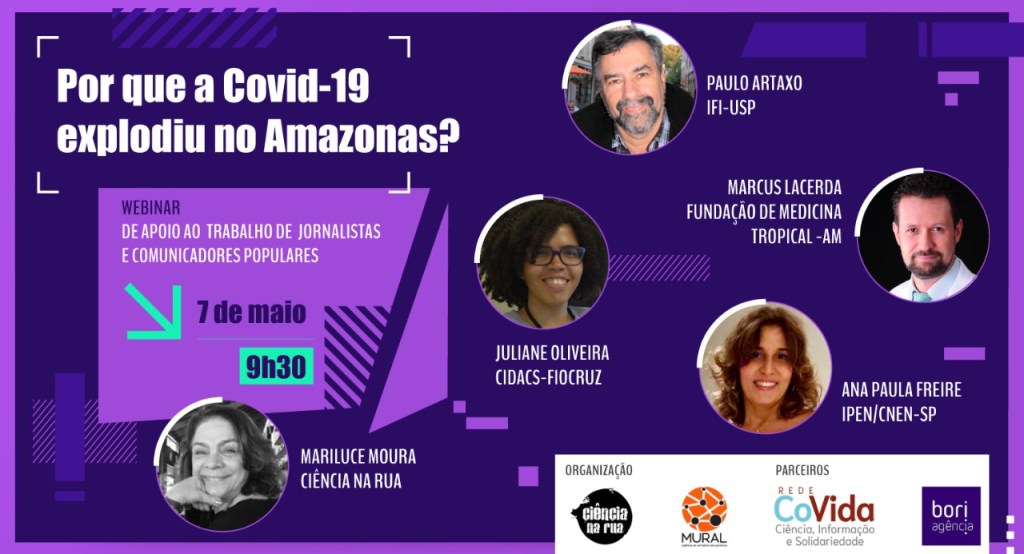 Por que a Covid-19
explodiu no Amazonas?
WEBINAR
DE APOIO AO TRABALHO DE JORNALISTAS
E COMUNICADORES POPULARES
7 de maio
9h30
PAULO ARTAXO
IFI-USP
MARCUS LACERDA
FUNDAÇÃO DE MEDICINA
TROPICAL -AM
JULIANE OLIVEIRA
CIDACS-FIOCRUZ
ANA PAULA FREIRE
IPEN/CNEN-SP
MARILUCE MOURA
CIÊNCIA NA RUA
ORGANIZAÇÃO
ciência
na rua
MURAL
PARCEIROS
REDE
CoVida
Ciência, Informação
e Solidariedade
bori
agência